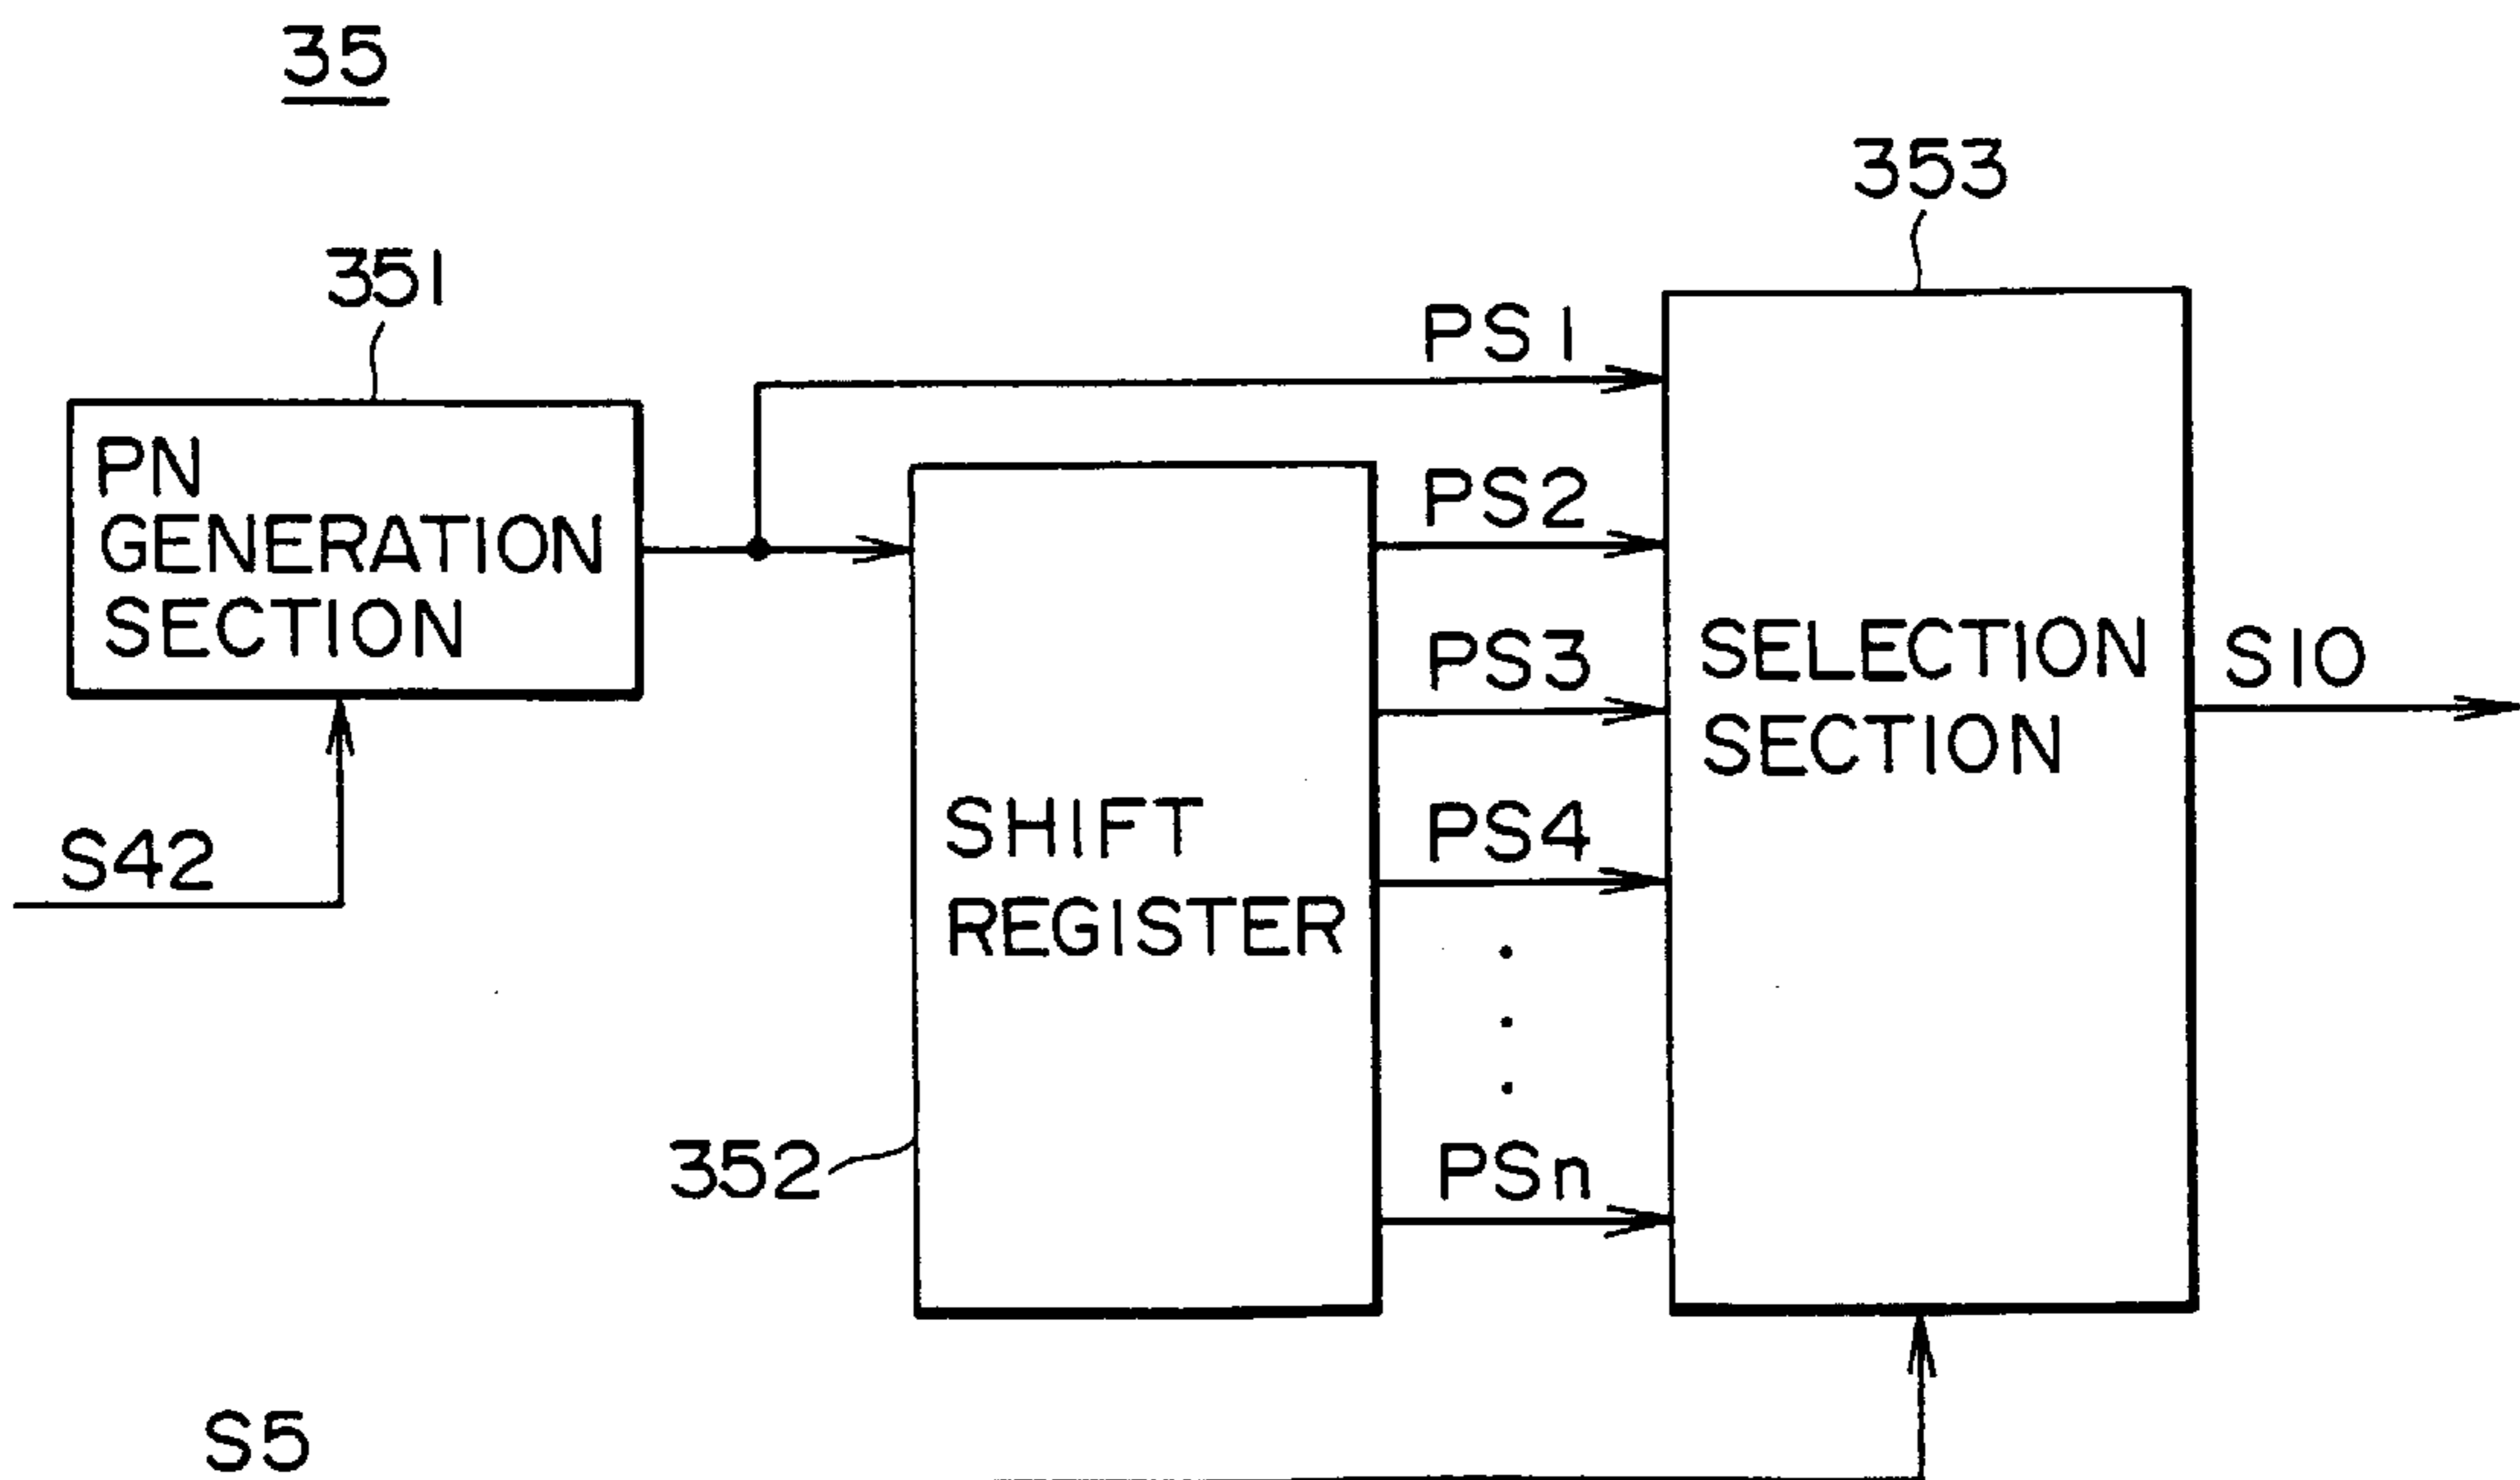 35
353
351
PS1
PN
GENERATION
SECTION
PS2
PS3
SELECTION
SECTION
S10
S42
SHIFT
REGISTER
PS4
352
PSn
S5